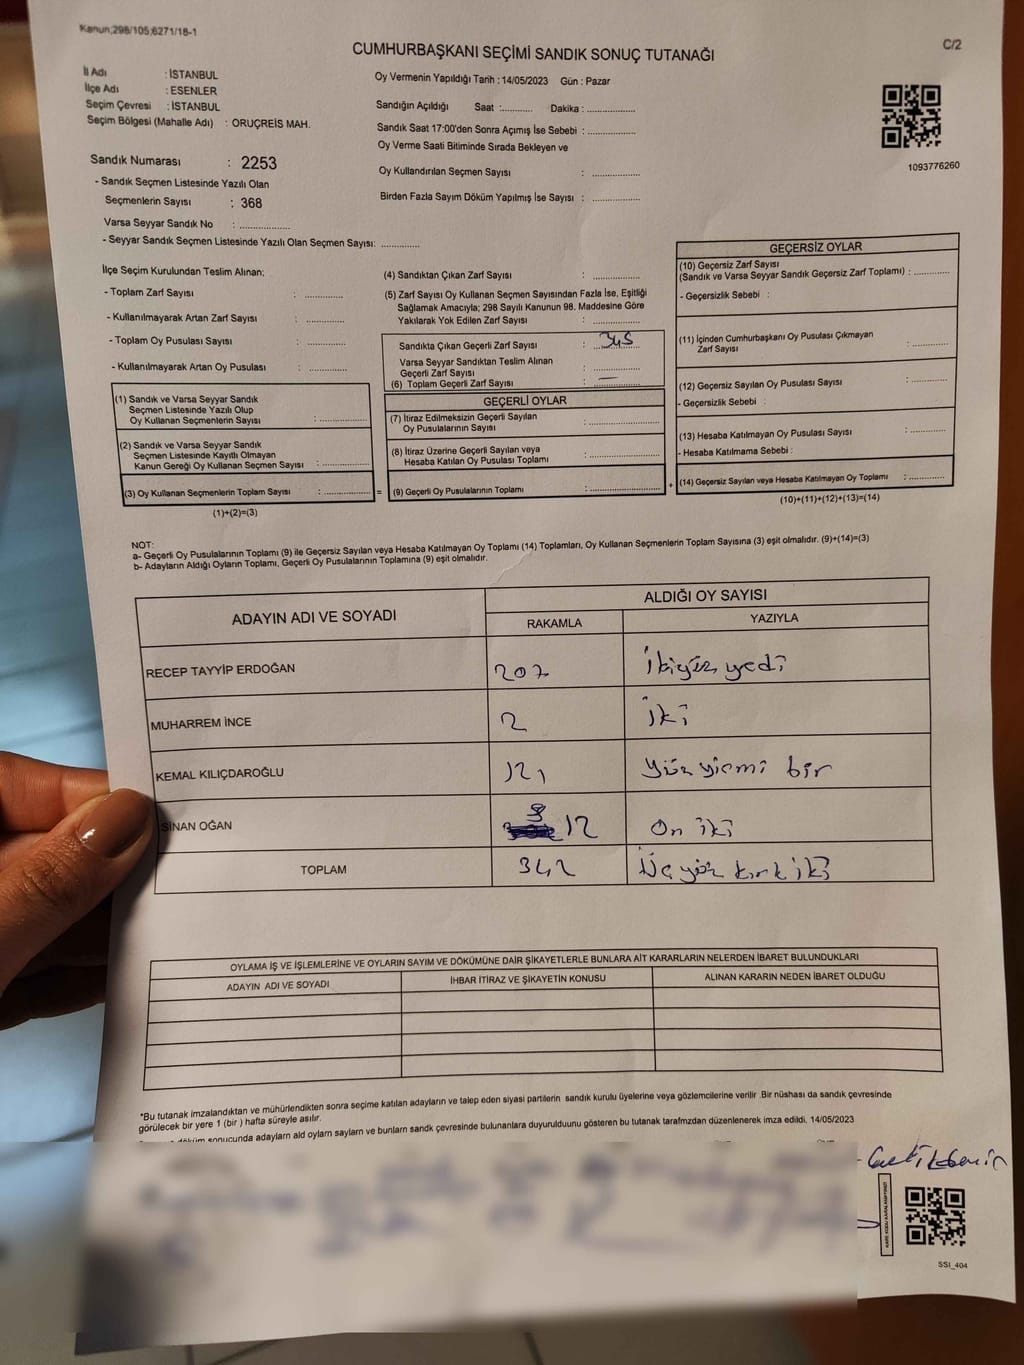 Kanun;298/105;6271/18-1
C/2
CUMHURBAŞKANI SEÇİMİ SANDIK SONUÇ TUTANAĞI
İl Adı : İSTANBUL
İlçe Adı : ESENLER
Seçim Çevresi : İSTANBUL
Seçim Bölgesi (Mahalle Adı) : ORUÇREİS MAH.
Sandık Numarası : 2253
- Sandık Seçmen Listesinde Yazılı Olan
Seçmenlerin Sayısı : 368
Varsa Seyyar Sandık No : ..............
- Seyyar Sandık Seçmen Listesinde Yazılı Olan Seçmen Sayısı: ............
Oy Vermenin Yapıldığı Tarih : 14/05/2023 Gün : Pazar
Sandığın Açıldığı Saat :.......... Dakika : ..............
Sandık Saat 17:00'den Sonra Açımış İse Sebebi : ..............
Oy Verme Saati Bitiminde Sırada Bekleyen ve
Oy Kullandırılan Seçmen Sayısı : ..............
Birden Fazla Sayım Döküm Yapılmış İse Sayısı : ..............
1093776260
İlçe Seçim Kurulundan Teslim Alınan;
- Toplam Zarf Sayısı : ............
- Kullanılmayarak Artan Zarf Sayısı : ............
- Toplam Oy Pusulası Sayısı : ............
- Kullanılmayarak Artan Oy Pusulası : ............
(1) Sandık ve Varsa Seyyar Sandık
Seçmen Listesinde Yazılı Olup
Oy Kullanan Seçmenlerin Sayısı : ..............
(2) Sandık ve Varsa Seyyar Sandık
Seçmen Listesinde Kayıtlı Olmayan
Kanun Gereği Oy Kullanan Seçmen Sayısı : ..............
(3) Oy Kullanan Seçmenlerin Toplam Sayısı : ..............
(1)+(2)=(3)
=
(4) Sandıktan Çıkan Zarf Sayısı : ..............
(5) Zarf Sayısı Oy Kullanan Seçmen Sayısından Fazla İse, Eşitliği
Sağlamak Amacıyla; 298 Sayılı Kanunun 98. Maddesine Göre
Yakılarak Yok Edilen Zarf Sayısı : ..............
Sandıkta Çıkan Geçerli Zarf Sayısı : 345
Varsa Seyyar Sandıktan Teslim Alınan
Geçerli Zarf Sayısı : ..............
(6) Toplam Geçerli Zarf Sayısı : —
GEÇERLİ OYLAR
(7) İtiraz Edilmeksizin Geçerli Sayılan
Oy Pusulalarının Sayısı : ..............
(8) İtiraz Üzerine Geçerli Sayılan veya
Hesaba Katılan Oy Pusulası Toplamı : ..............
(9) Geçerli Oy Pusulalarının Toplamı : ..............
+
GEÇERSİZ OYLAR
(10) Geçersiz Zarf Sayısı
(Sandık ve Varsa Seyyar Sandık Geçersiz Zarf Toplamı) : ..........
- Geçersizlik Sebebi :
(11) İçinden Cumhurbaşkanı Oy Pusulası Çıkmayan
Zarf Sayısı : ..........
(12) Geçersiz Sayılan Oy Pusulası Sayısı : ..........
- Geçersizlik Sebebi :
(13) Hesaba Katılmayan Oy Pusulası Sayısı : ..........
- Hesaba Katılmama Sebebi :
(14) Geçersiz Sayılan veya Hesaba Katılmayan Oy Toplamı : ..........
(10)+(11)+(12)+(13)=(14)
NOT:
a- Geçerli Oy Pusulalarının Toplamı (9) ile Geçersiz Sayılan veya Hesaba Katılmayan Oy Toplamı (14) Toplamları, Oy Kullanan Seçmenlerin Toplam Sayısına (3) eşit olmalıdır. (9)+(14)=(3)
b- Adayların Aldığı Oyların Toplamı, Geçerli Oy Pusulalarının Toplamına (9) eşit olmalıdır.
ADAYIN ADI VE SOYADI
ALDIĞI OY SAYISI
RAKAMLA YAZIYLA
RECEP TAYYİP ERDOĞAN 207 İkiyüz yedi
MUHARREM İNCE 2 İki
KEMAL KILIÇDAROĞLU 121 Yüz yirmi bir
SİNAN OĞAN 12 On iki
TOPLAM 342 Üçyüz kırk iki
OYLAMA İŞ VE İŞLEMLERİNE VE OYLARIN SAYIM VE DÖKÜMÜNE DAİR ŞİKAYETLERLE BUNLARA AİT KARARLARIN NELERDEN İBARET BULUNDUKLARI
ADAYIN ADI VE SOYADI İHBAR İTİRAZ VE ŞİKAYETİN KONUSU ALINAN KARARIN NEDEN İBARET OLDUĞU
*Bu tutanak imzalandıktan ve mühürlendikten sonra seçime katılan adayların ve talep eden siyasi partilerin sandık kurulu üyelerine veya gözlemcilerine verilir .Bir nüshası da sandık çevresinde
görülecek bir yere 1 (bir ) hafta süreyle asılır.
döküm sonucunda adayların ald oyların sayların ve bunların sandk çevresinde bulunanlara duyurulduunu gösteren bu tutanak tarafmzdan düzenlenerek imza edildi. 14/05/2023
SSI_404